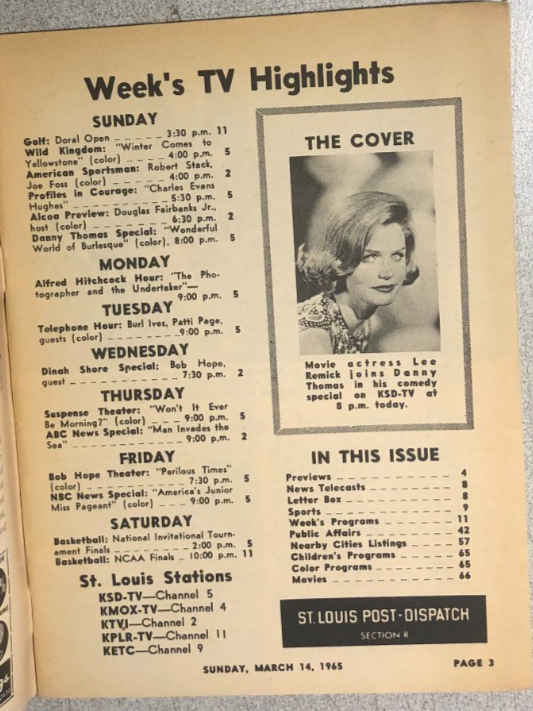 Week's TV Highlights
SUNDAY
Golf: Doral Open _ _ _ _ _ _ 3:30 p.m. 11
Wild Kingdom: "Winter Comes to
Yellowstone" (color) _ _ _ _ _ 4:00 p.m. 5
American Sportsman: Robert Stack,
Joe Foss (color) _ _ _ _ _ _ 4:00 p.m. 2
Profiles in Courage: "Charles Evans
Hughes" _ _ _ _ _ _ _ _ _ 5:30 p.m. 5
Alcoa Preview: Douglas Fairbanks Jr.,
host (color) _ _ _ _ _ _ _ _ 6:30 p.m. 2
Danny Thomas Special: "Wonderful
World of Burlesque" (color), 8:00 p.m. 5
MONDAY
Alfred Hitchcock Hour: "The Pho-
tographer and the Undertaker"—
9:00 p.m. 5
TUESDAY
Telephone Hour: Burl Ives, Patti Page,
guests (color) _ _ _ _ _ _ _ 9:00 p.m. 5
WEDNESDAY
Dinah Shore Special: Bob Hope,
guest _ _ _ _ _ _ _ _ _ _ 7:30 p.m. 2
THURSDAY
Suspense Theater: "Won't It Ever
Be Morning?" (color) _ _ _ 9:00 p.m. 5
ABC News Special: "Man Invades the
Sea" _ _ _ _ _ _ _ _ _ _ 9:00 p.m. 2
FRIDAY
Bob Hope Theater: "Perilous Times"
(color) _ _ _ _ _ _ _ _ _ 7:30 p.m. 5
NBC News Special: "America's Junior
Miss Pageant" (color) _ _ _ 9:00 p.m. 5
SATURDAY
Basketball: National Invitational Tourn-
ament Finals _ _ _ _ _ _ _ 2:00 p.m. 5
Basketball: NCAA Finals _ 10:00 p.m. 11
St. Louis Stations
KSD-TV—Channel 5
KMOX-TV—Channel 4
KTVI—Channel 2
KPLR-TV—Channel 11
KETC—Channel 9
THE COVER
Movie actress Lee
Remick joins Danny
Thomas in his comedy
special on KSD-TV at
8 p.m. today.
IN THIS ISSUE
Previews _ _ _ _ _ _ _ _ _ 4
News Telecasts _ _ _ _ _ _ 8
Letter Box _ _ _ _ _ _ _ _ 8
Sports _ _ _ _ _ _ _ _ _ _ 9
Week's Programs _ _ _ _ _ 11
Public Affairs _ _ _ _ _ _ 42
Nearby Cities Listings _ _ _ 57
Children's Programs _ _ _ _ 65
Color Programs _ _ _ _ _ _ 65
Movies _ _ _ _ _ _ _ _ _ _ 66
ST. LOUIS POST-DISPATCH
SECTION R
SUNDAY, MARCH 14, 1965
PAGE 3